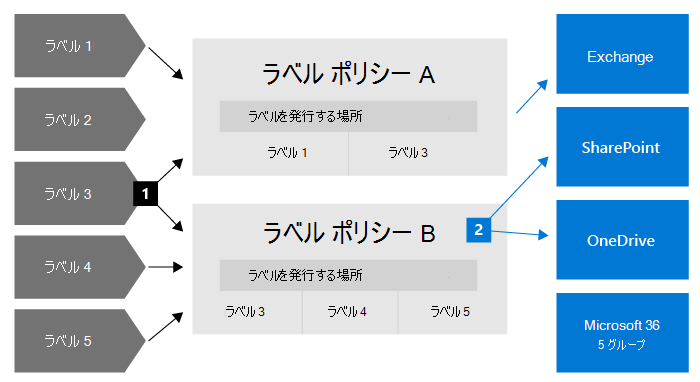 ラベル 1
ラベル 2
ラベル 3
ラベル 4
ラベル 5
1
ラベル ポリシー A
ラベルを発行する場所
ラベル 1
ラベル 3
ラベル ポリシー B
2
ラベルを発行する場所
ラベル 3
ラベル 4
ラベル 5
Exchange
SharePoint
OneDrive
Microsoft 36
5 グループ